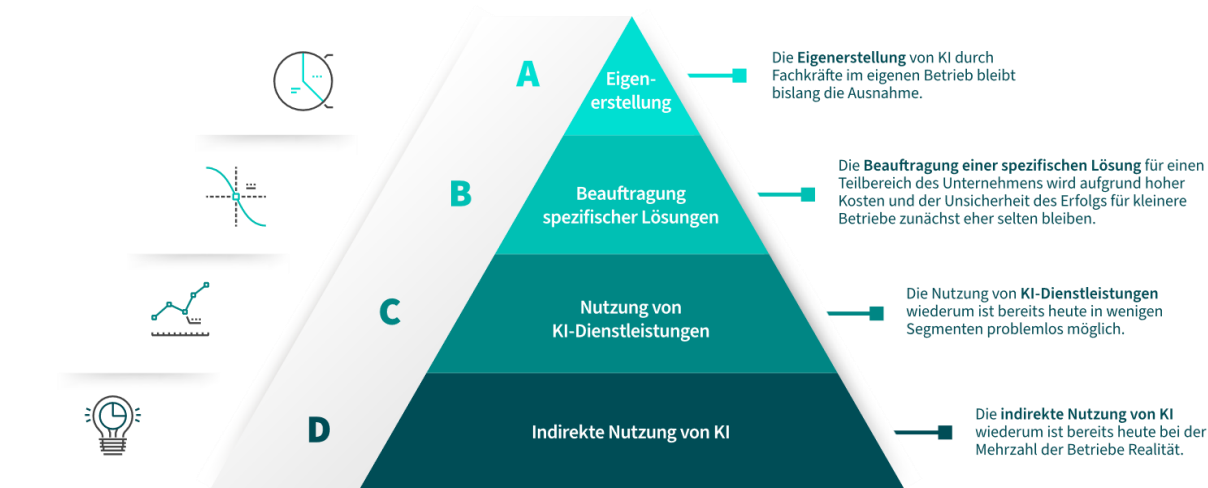 A
Eigen-
erstellung
Die Eigenerstellung von KI durch
Fachkräfte im eigenen Betrieb bleibt
bislang die Ausnahme.
B
Beauftragung
spezifischer Lösungen
Die Beauftragung einer spezifischen Lösung für einen
Teilbereich des Unternehmens wird aufgrund hoher
Kosten und der Unsicherheit des Erfolgs für kleinere
Betriebe zunächst eher selten bleiben.
C
Nutzung von
KI-Dienstleistungen
Die Nutzung von KI-Dienstleistungen
wiederum ist bereits heute in wenigen
Segmenten problemlos möglich.
D
Indirekte Nutzung von KI
Die indirekte Nutzung von KI
wiederum ist bereits heute bei der
Mehrzahl der Betriebe Realität.